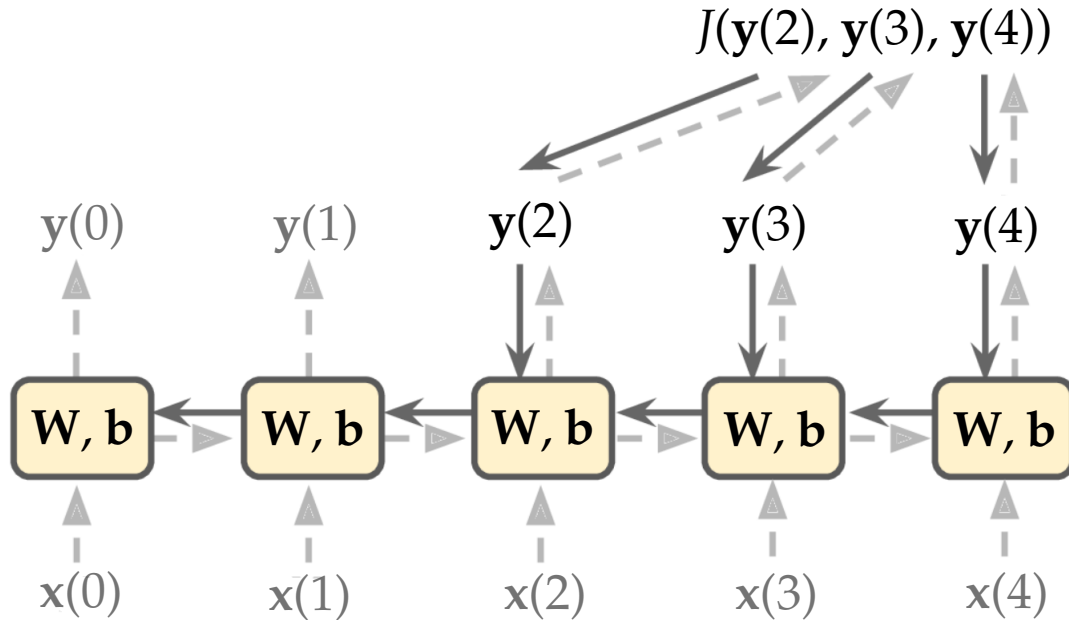 J(y(2), y(3), y(4))
y(0) y(1) y(2) y(3) y(4)
W, b W, b W, b W, b W, b
x(0) x(1) x(2) x(3) x(4)